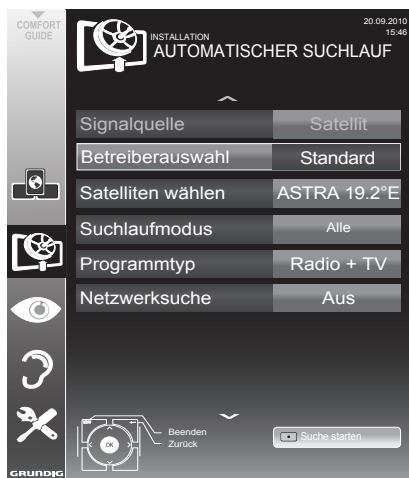 COMFORT
GUIDE
20.09.2010
15:46
INSTALLATION
AUTOMATISCHER SUCHLAUF
Signalquelle Satellit
Betreiberauswahl Standard
Satelliten wählen ASTRA 19.2°E
Suchlaufmodus Alle
Programmtyp Radio + TV
Netzwerksuche Aus
Beenden
Zurück
OK
Suche starten
GRUNDIG